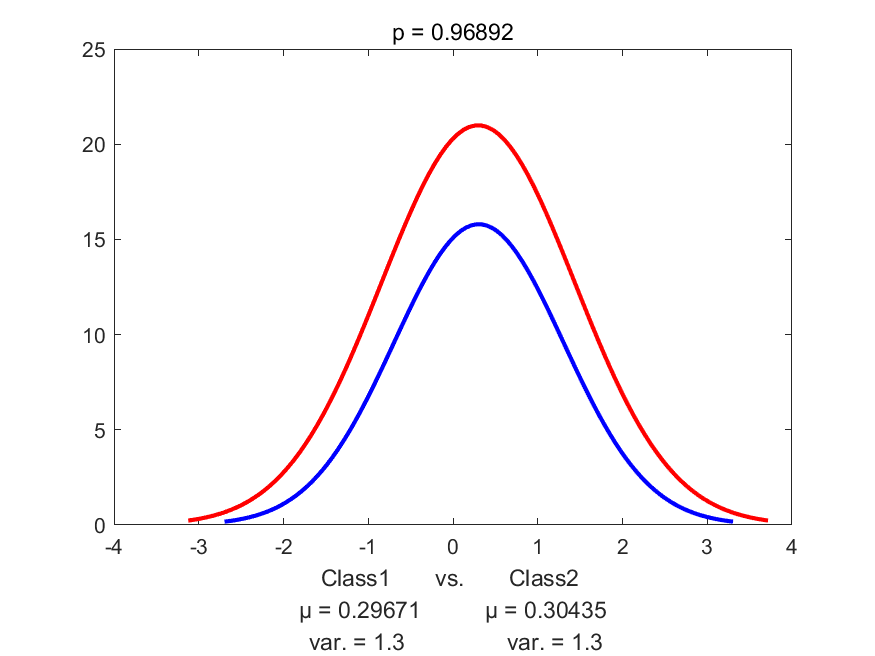 p = 0.96892
25
20
15
10
5
0
-4 -3 -2 -1 0 1 2 3 4
Class1 vs. Class2
µ = 0.29671 µ = 0.30435
var. = 1.3 var. = 1.3